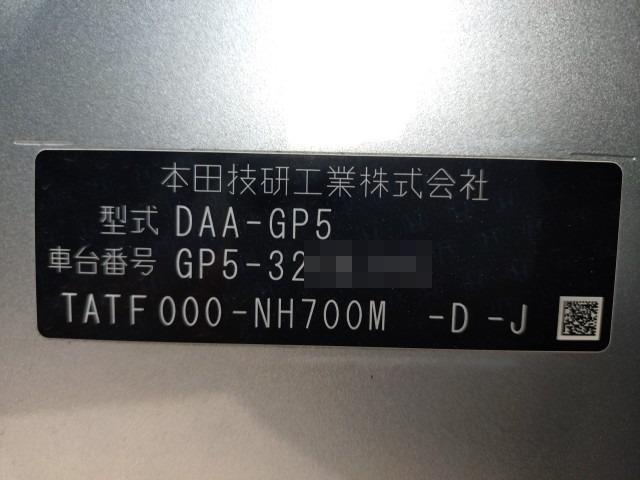 本田技研工業株式会社
型式 DAA-GP5
車台番号 GP5-32
TATF000-NH700M -D -J